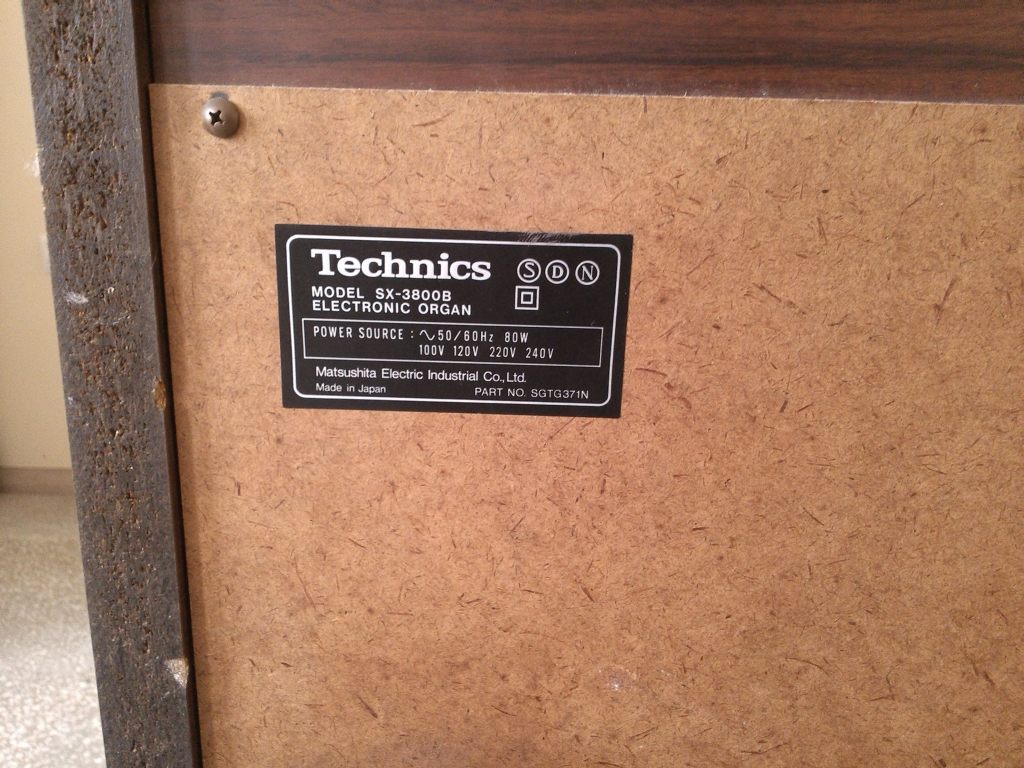 Technics S D N
MODEL SX-3800B
ELECTRONIC ORGAN
POWER SOURCE : ∿50/60Hz 80W
100V 120V 220V 240V
Matsushita Electric Industrial Co., Ltd.
Made in Japan PART NO. SGTG371N